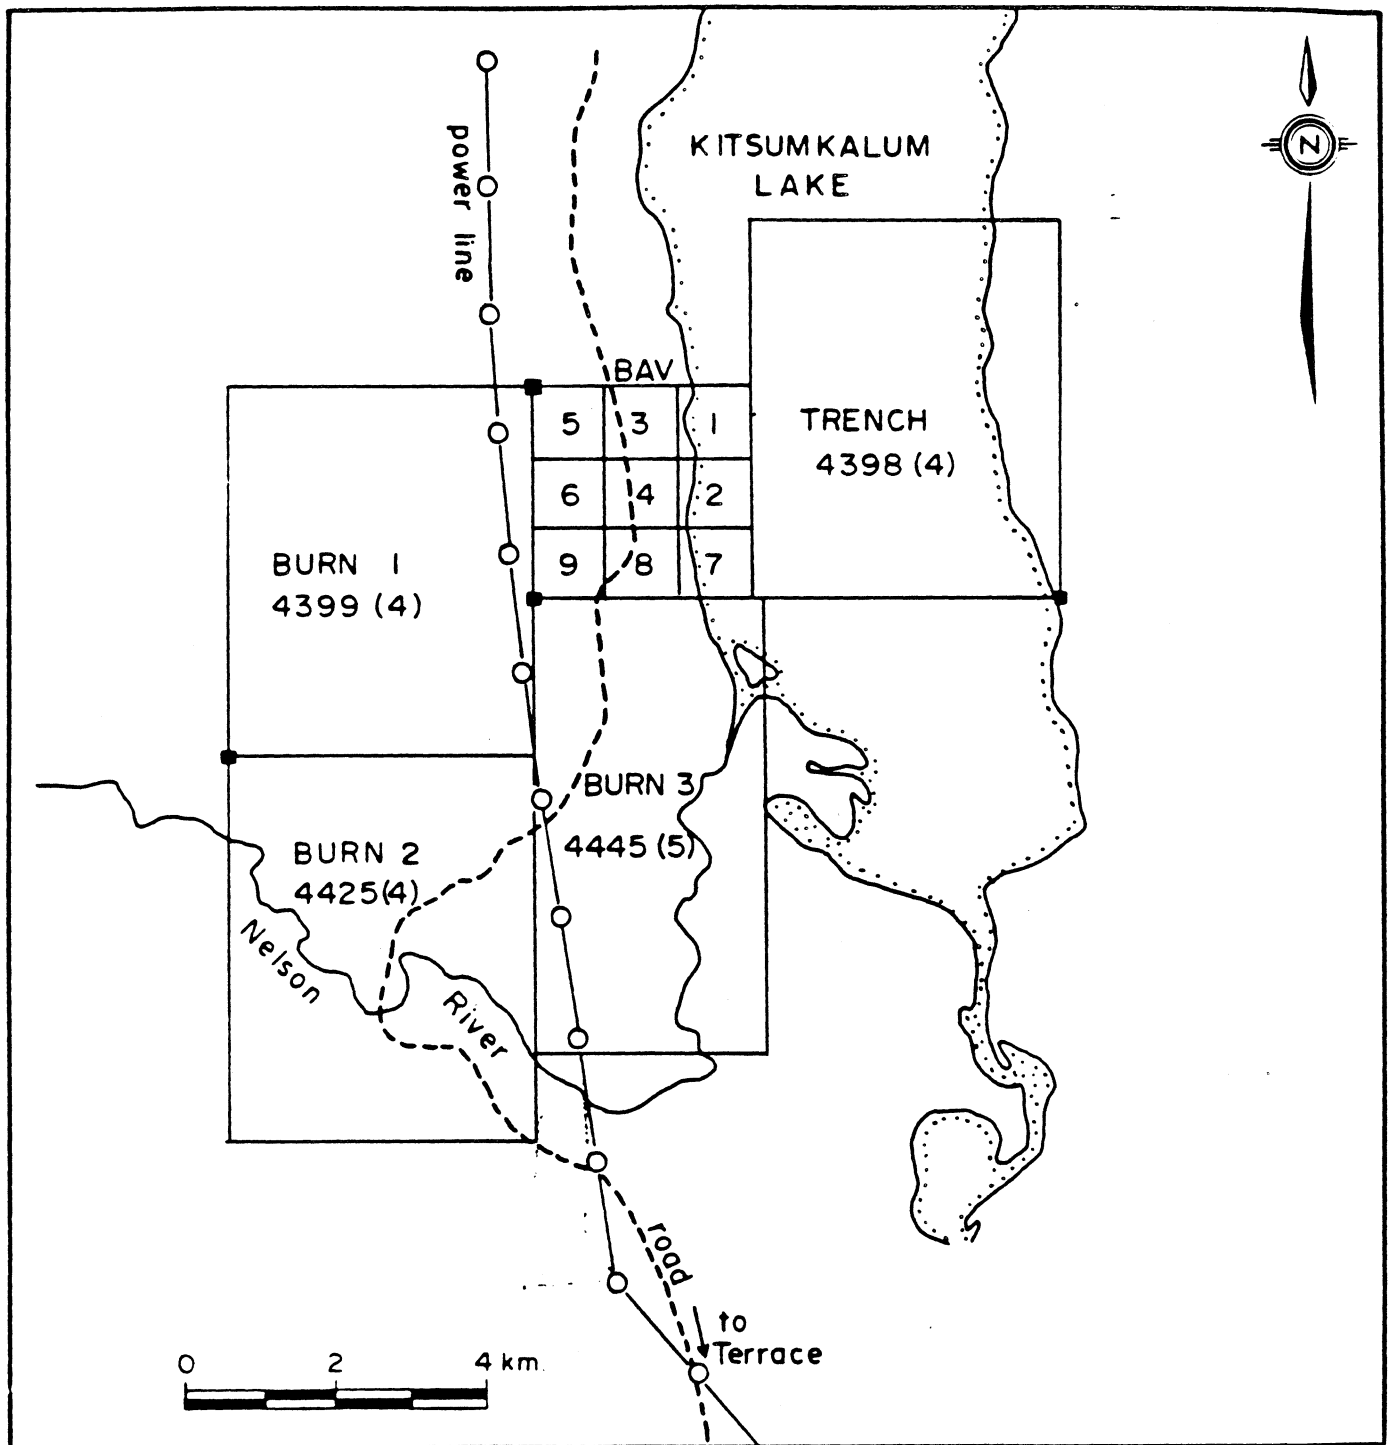 KITSUMKALUM
LAKE
N
power line
BAV
5 3 1
6 4 2
9 8 7
TRENCH
4398 (4)
BURN 1
4399 (4)
BURN 3
4445 (5)
BURN 2
4425 (4)
Nelson
River
road
to
Terrace
0 2 4 km.